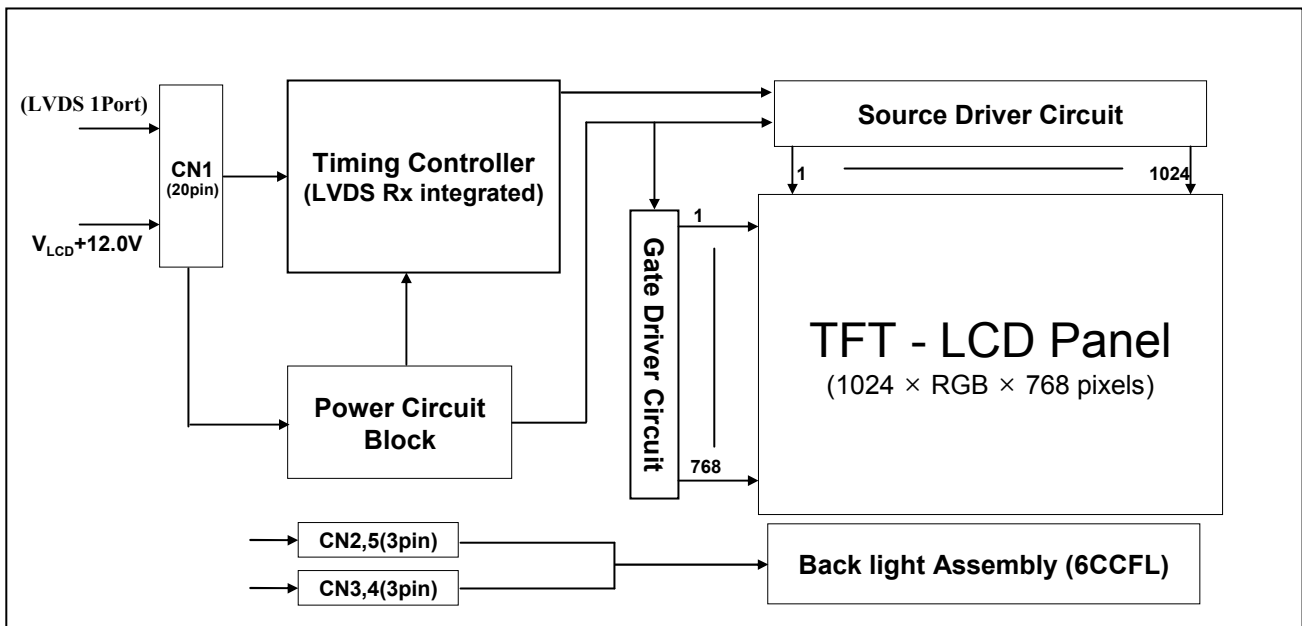 (LVDS 1Port)
V_LCD+12.0V
CN1
(20pin)
Timing Controller
(LVDS Rx integrated)
Power Circuit
Block
Source Driver Circuit
1
1024
Gate Driver Circuit
1
768
TFT - LCD Panel
(1024 × RGB × 768 pixels)
CN2,5(3pin)
CN3,4(3pin)
Back light Assembly (6CCFL)